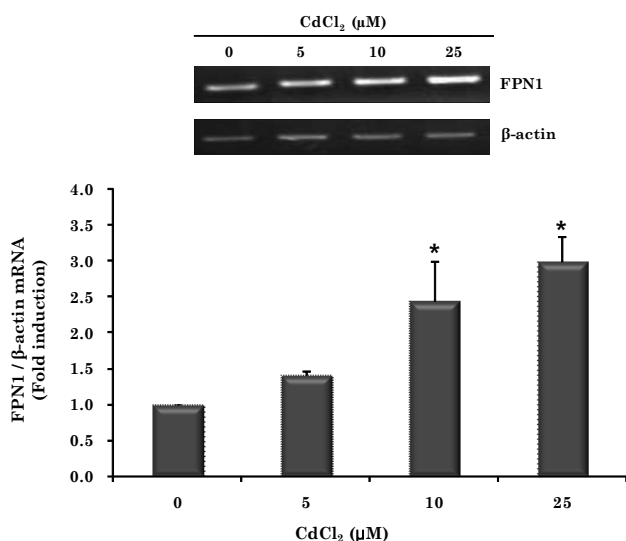 CdCl₂ (µM)
0 5 10 25
FPN1
β-actin
4.0
3.5
3.0
2.5
2.0
1.5
1.0
0.5
0.0
FPN1 / β-actin mRNA
(Fold induction)
* *
0 5 10 25
CdCl₂ (µM)